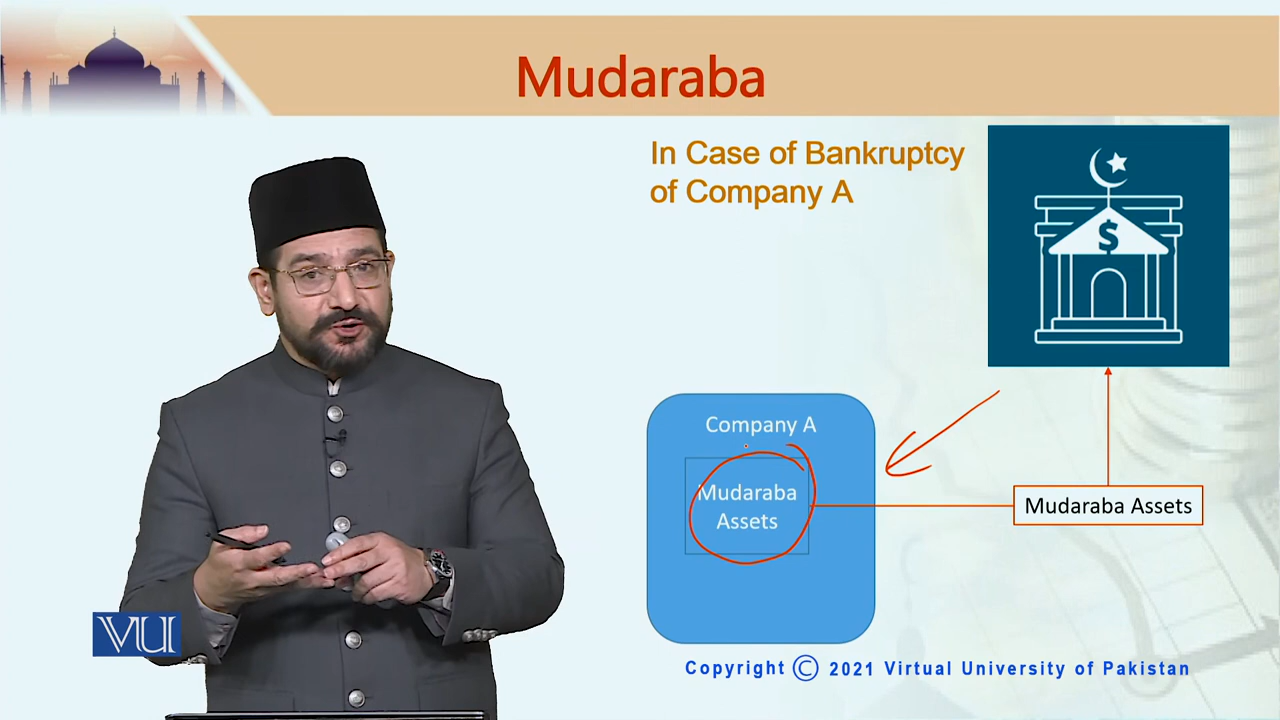 Mudaraba
In Case of Bankruptcy
of Company A
$
Company A
Mudaraba
Assets
Mudaraba Assets
VU
Copyright © 2021 Virtual University of Pakistan